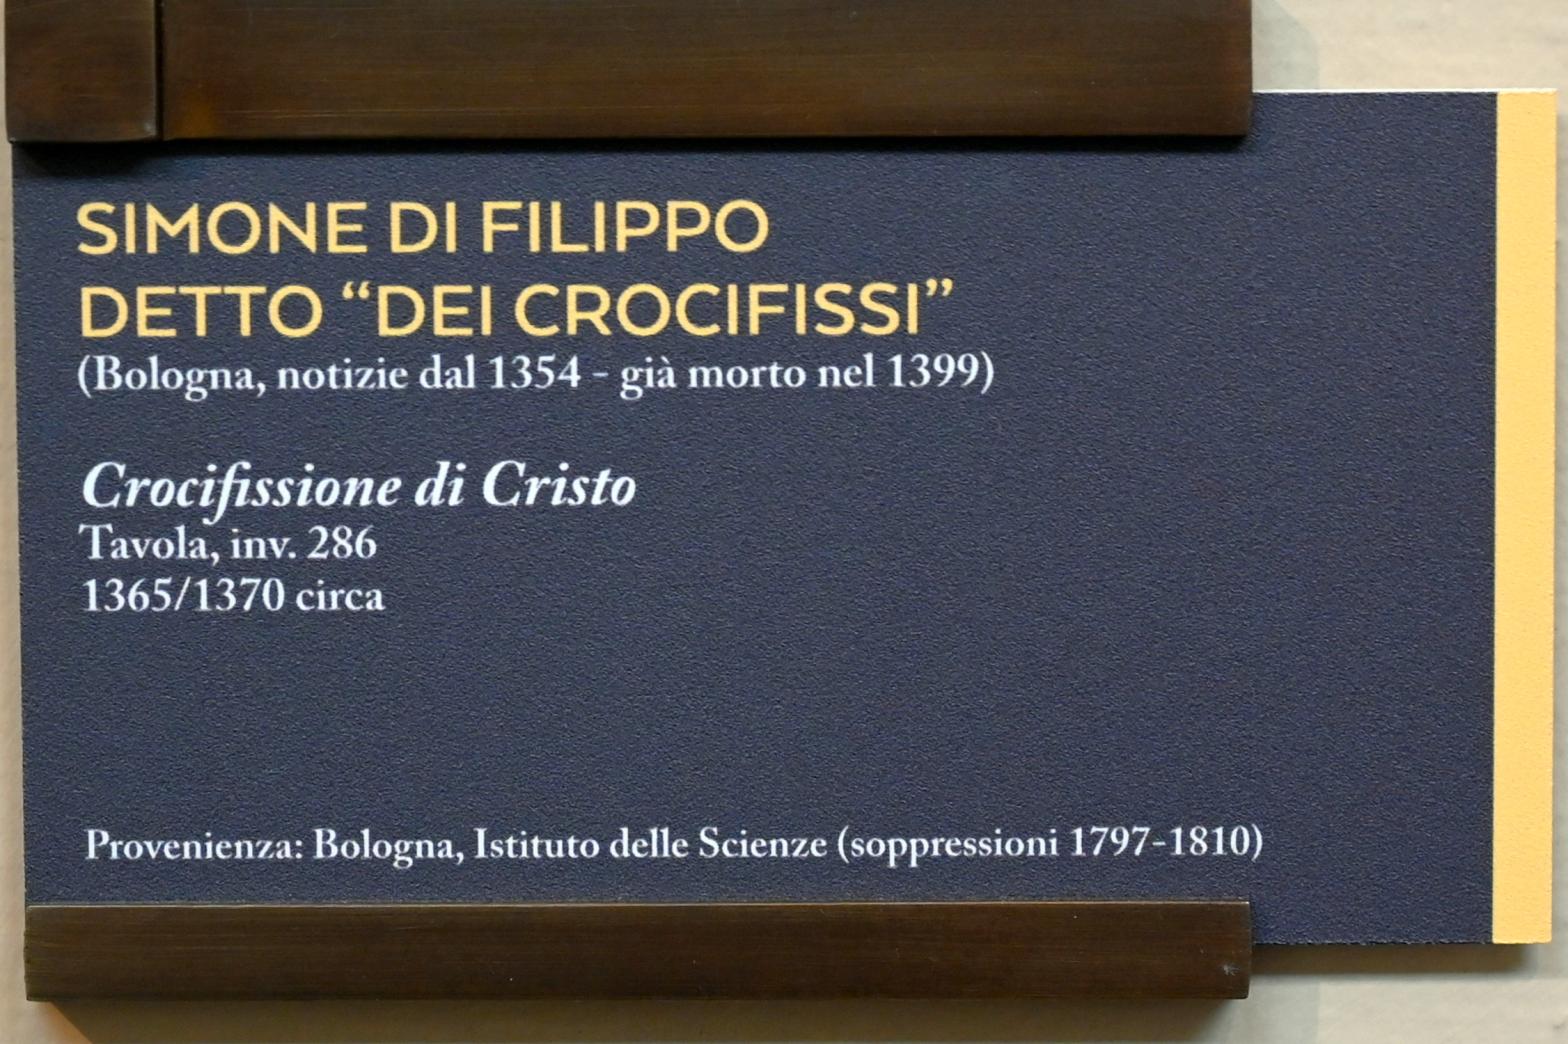 SIMONE DI FILIPPO
DETTO “DEI CROCIFISSI”
(Bologna, notizie dal 1354 - già morto nel 1399)
Crocifissione di Cristo
Tavola, inv. 286
1365/1370 circa
Provenienza: Bologna, Istituto delle Scienze (soppressioni 1797-1810)